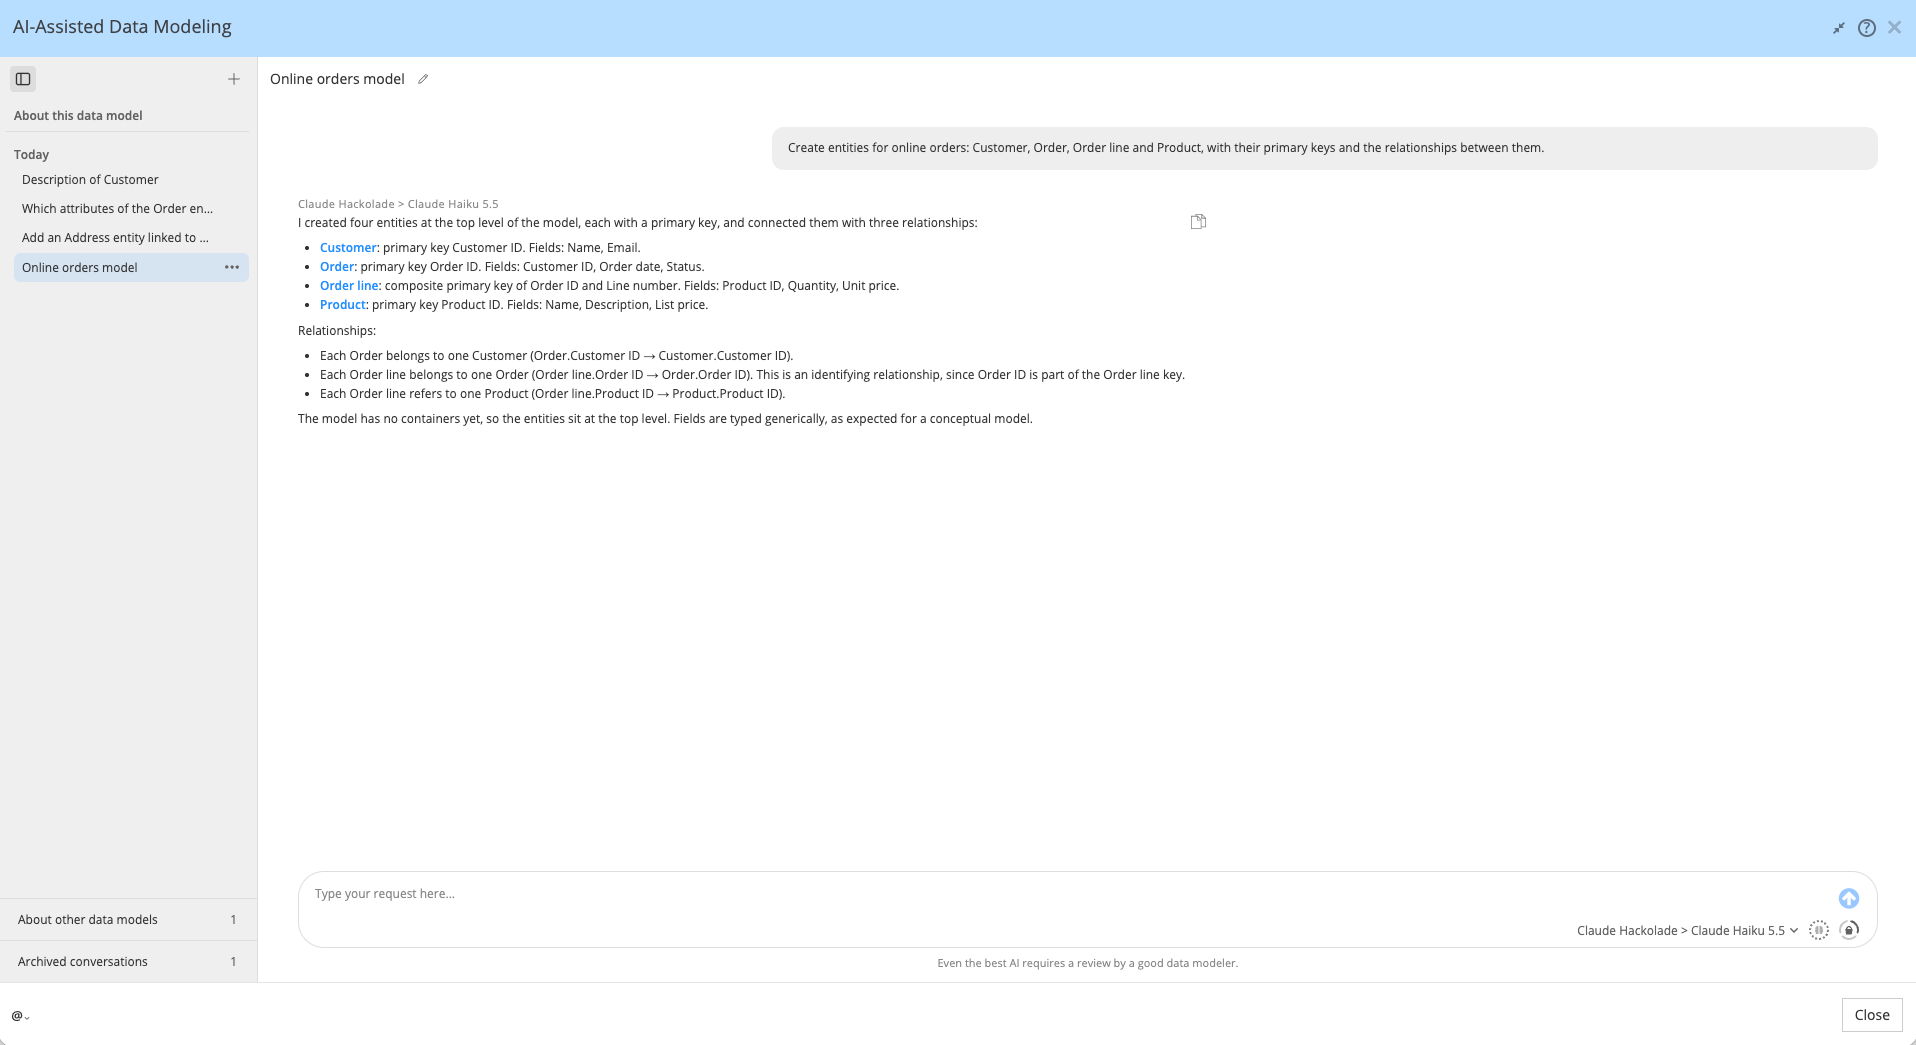 AI-Assisted Data Modeling
About this data model
Today
Description of Customer
Which attributes of the Order en...
Add an Address entity linked to ...
Online orders model
About other data models 1
Archived conversations 1
Online orders model
Create entities for online orders: Customer, Order, Order line and Product, with their primary keys and the relationships between them.
Claude Hackolade > Claude Haiku 5.5
I created four entities at the top level of the model, each with a primary key, and connected them with three relationships:
• Customer: primary key Customer ID. Fields: Name, Email.
• Order: primary key Order ID. Fields: Customer ID, Order date, Status.
• Order line: composite primary key of Order ID and Line number. Fields: Product ID, Quantity, Unit price.
• Product: primary key Product ID. Fields: Name, Description, List price.
Relationships:
• Each Order belongs to one Customer (Order.Customer ID → Customer.Customer ID).
• Each Order line belongs to one Order (Order line.Order ID → Order.Order ID). This is an identifying relationship, since Order ID is part of the Order line key.
• Each Order line refers to one Product (Order line.Product ID → Product.Product ID).
The model has no containers yet, so the entities sit at the top level. Fields are typed generically, as expected for a conceptual model.
Type your request here...
Claude Hackolade > Claude Haiku 5.5
Even the best AI requires a review by a good data modeler.
@
Close